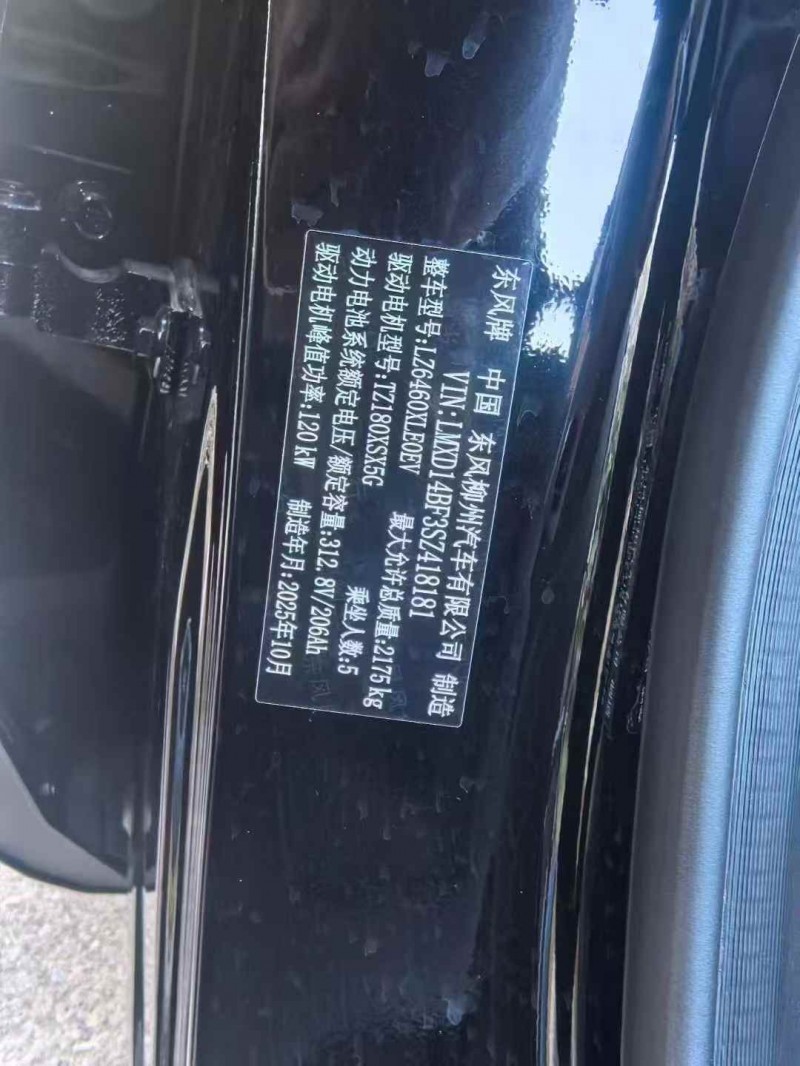 东风牌 中国 东风柳州汽车有限公司 制造
VIN:LMXD14BF3SZ418181
整车型号:LZ6460XLE0EV 最大允许总质量:2175kg
驱动电机型号:TZ180XSX5G 乘坐人数:5
动力电池系统额定电压/额定容量:312.8V/206Ah
驱动电机峰值功率:120kW 制造年月:2025年10月
东风